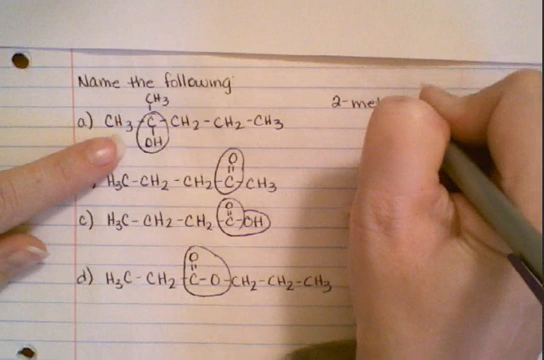 Name the following
CH3
a) CH3-C-CH2-CH2-CH3
OH
2-met
O
H3C-CH2-CH2-C-CH3
O
c) H3C-CH2-CH2-C-OH
O
d) H3C-CH2-C-O-CH2-CH2-CH3